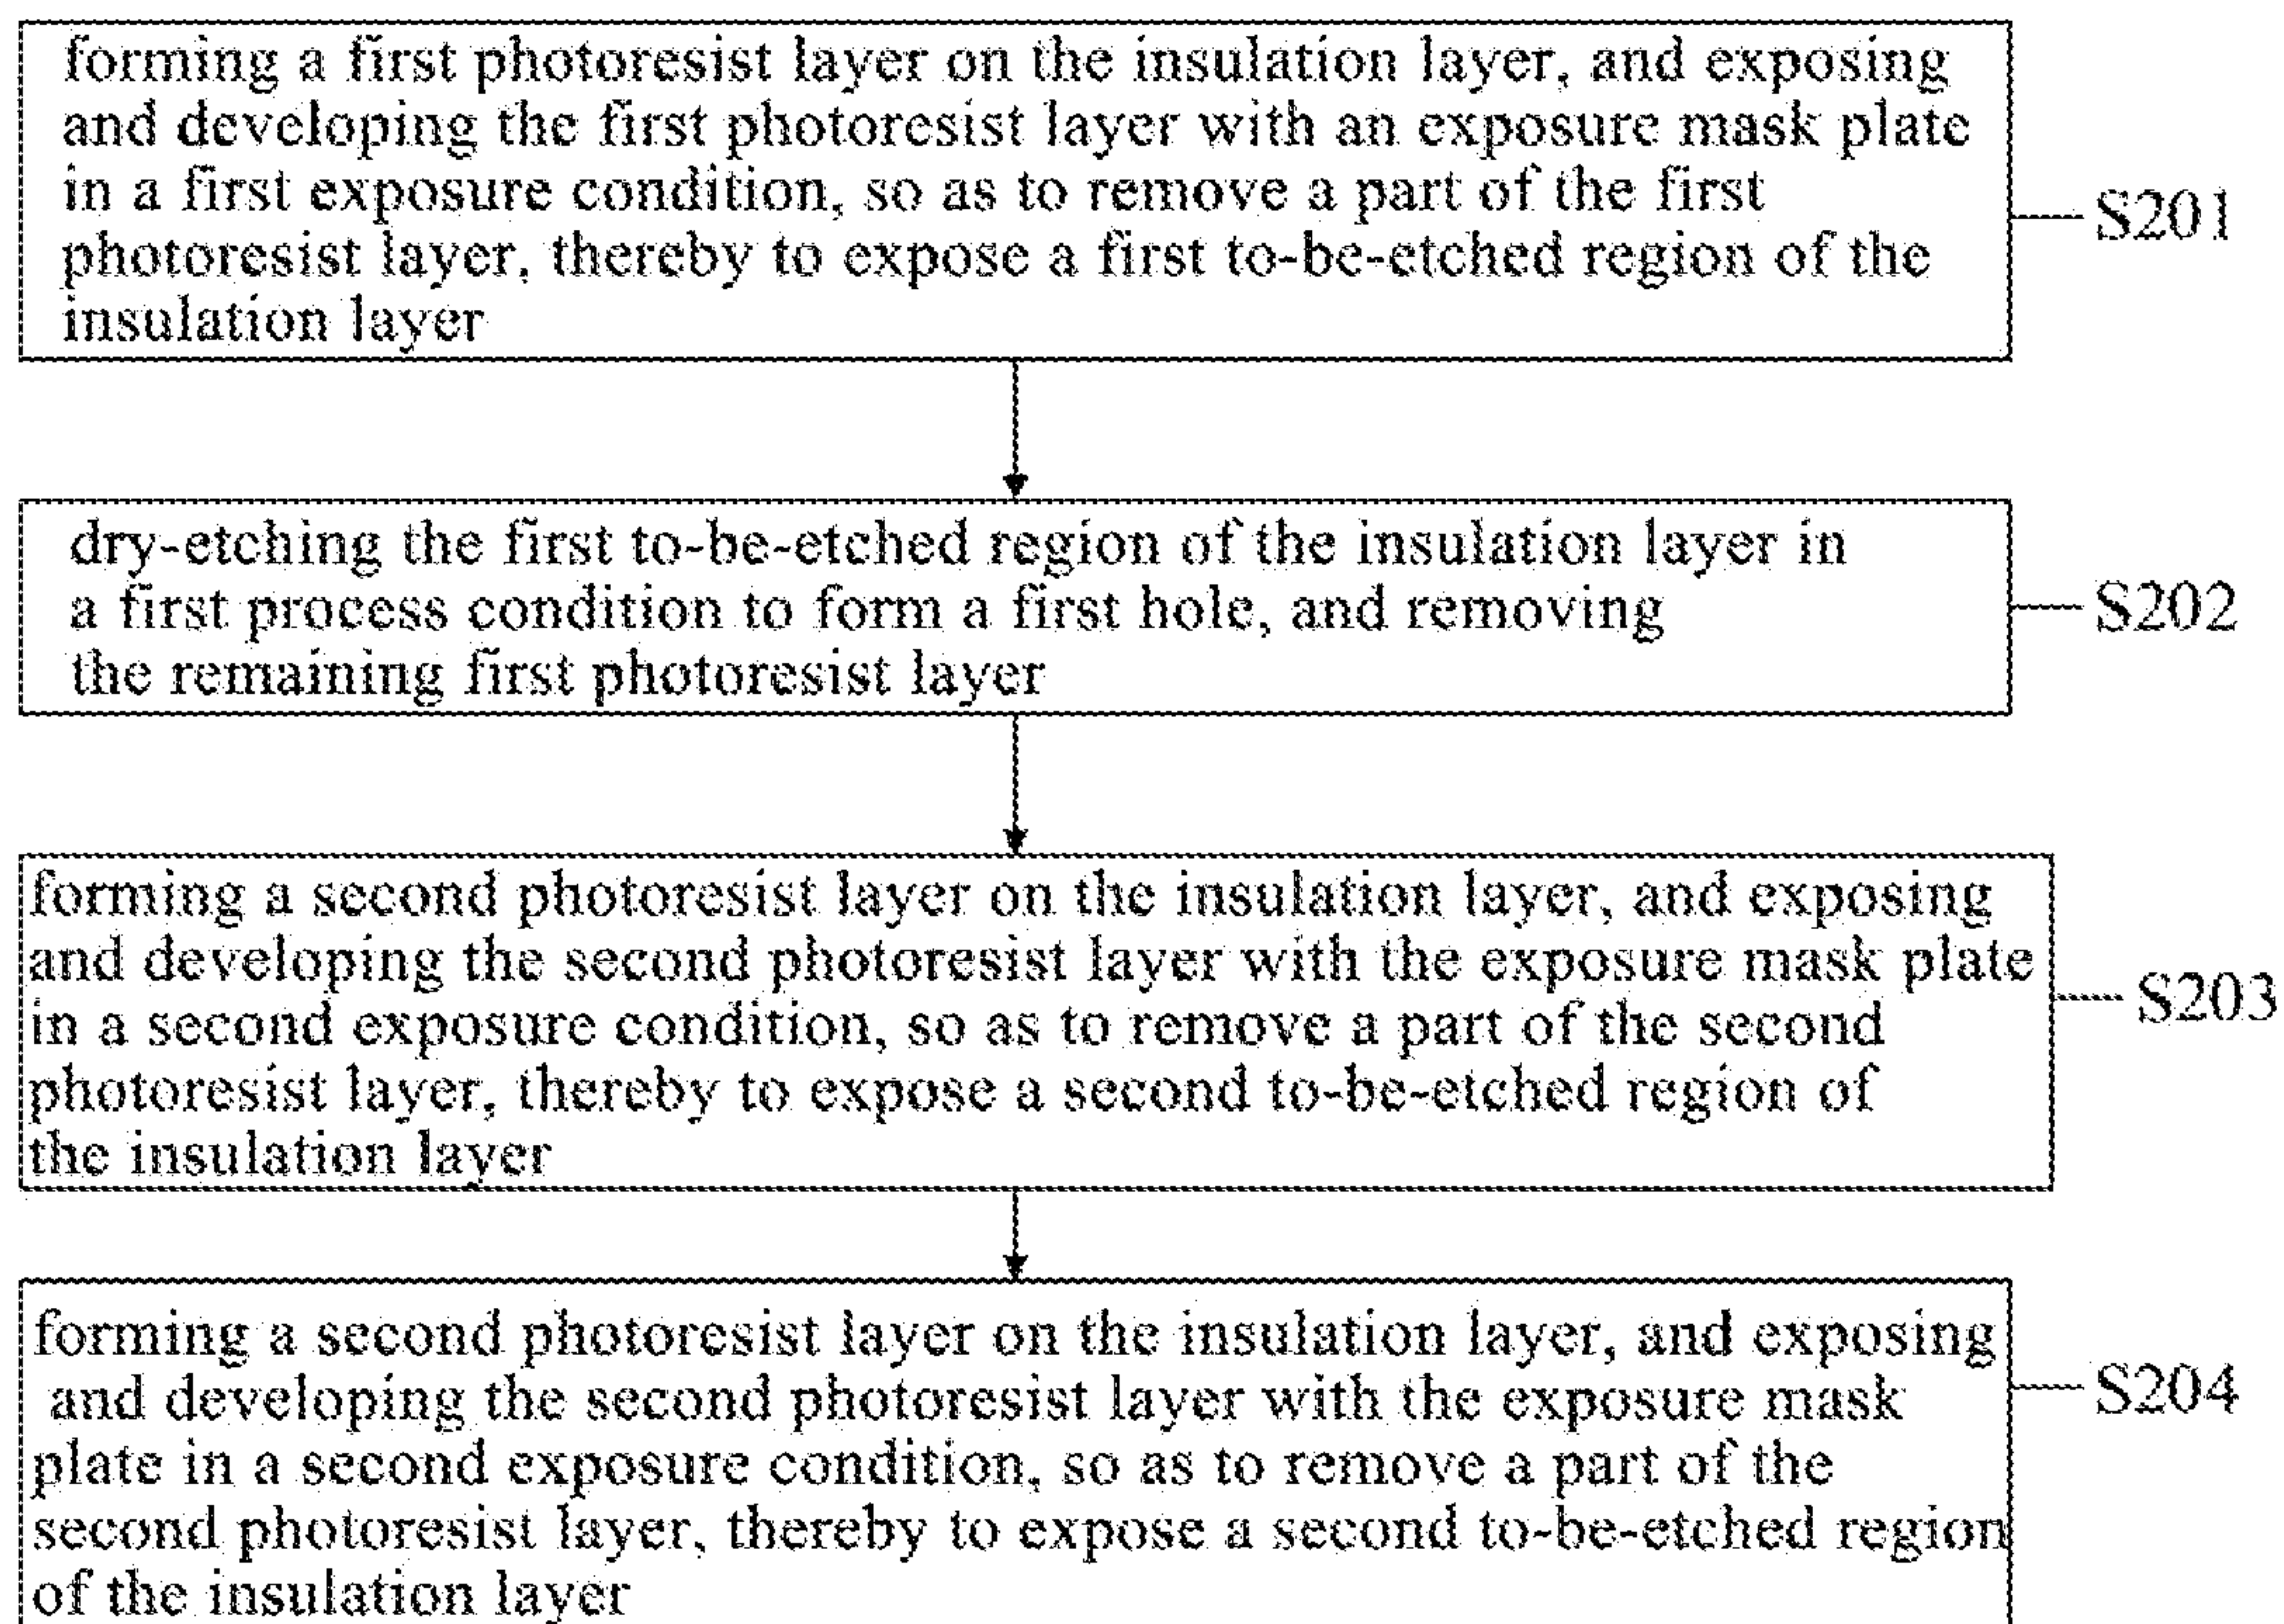 forming a first photoresist layer on the insulation layer, and exposing
and developing the first photoresist layer with an exposure mask plate
in a first exposure condition, so as to remove a part of the first
photoresist layer, thereby to expose a first to-be-etched region of the
insulation layer
S201
dry-etching the first to-be-etched region of the insulation layer in
a first process condition to form a first hole, and removing
the remaining first photoresist layer
S202
forming a second photoresist layer on the insulation layer, and exposing
and developing the second photoresist layer with the exposure mask plate
in a second exposure condition, so as to remove a part of the second
photoresist layer, thereby to expose a second to-be-etched region of
the insulation layer
S203
forming a second photoresist layer on the insulation layer, and exposing
and developing the second photoresist layer with the exposure mask
plate in a second exposure condition, so as to remove a part of the
second photoresist layer, thereby to expose a second to-be-etched region
of the insulation layer
S204